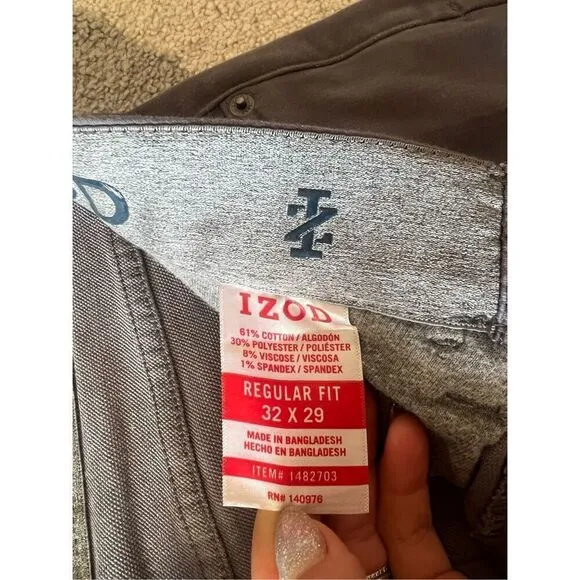 IZOD
61% COTTON / ALGODÓN
30% POLYESTER / POLIÉSTER
8% VISCOSE / VISCOSA
1% SPANDEX / SPANDEX
REGULAR FIT
32 X 29
MADE IN BANGLADESH
HECHO EN BANGLADESH
ITEM# 1482703
RN# 140976